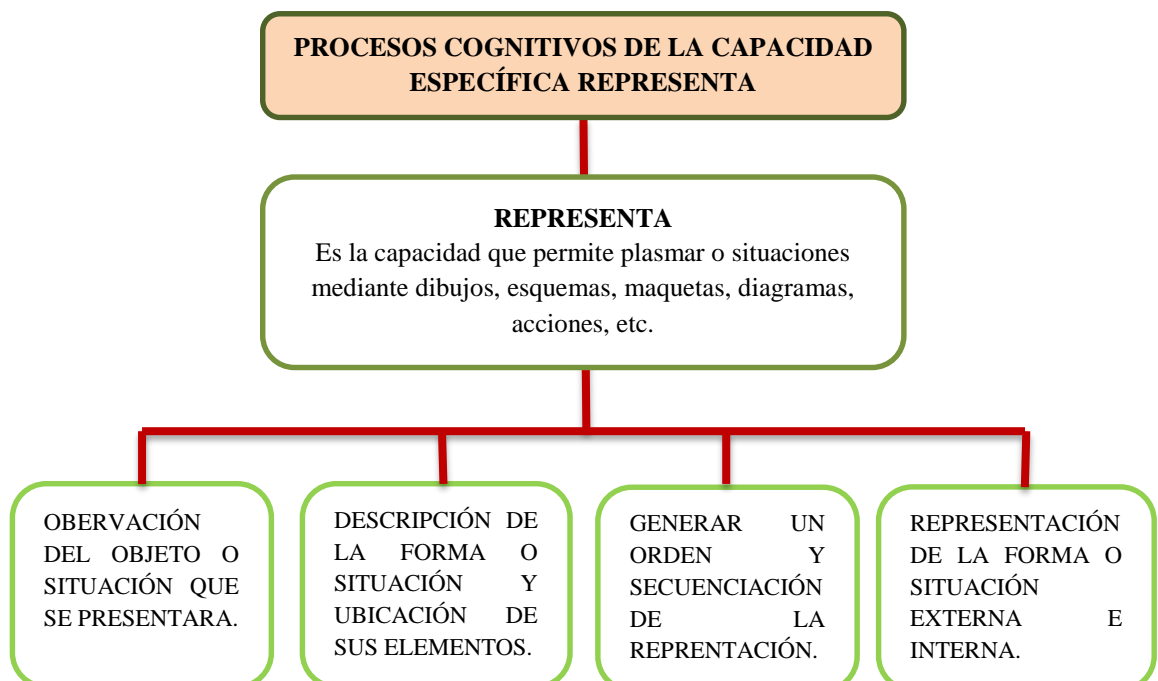 PROCESOS COGNITIVOS DE LA CAPACIDAD
ESPECÍFICA REPRESENTA
REPRESENTA
Es la capacidad que permite plasmar o situaciones
mediante dibujos, esquemas, maquetas, diagramas,
acciones, etc.
OBERVACIÓN
DEL OBJETO O
SITUACIÓN QUE
SE PRESENTARA.
DESCRIPCIÓN DE
LA FORMA O
SITUACIÓN Y
UBICACIÓN DE
SUS ELEMENTOS.
GENERAR UN
ORDEN Y
SECUENCIACIÓN
DE LA
REPRENTACIÓN.
REPRESENTACIÓN
DE LA FORMA O
SITUACIÓN
EXTERNA E
INTERNA.